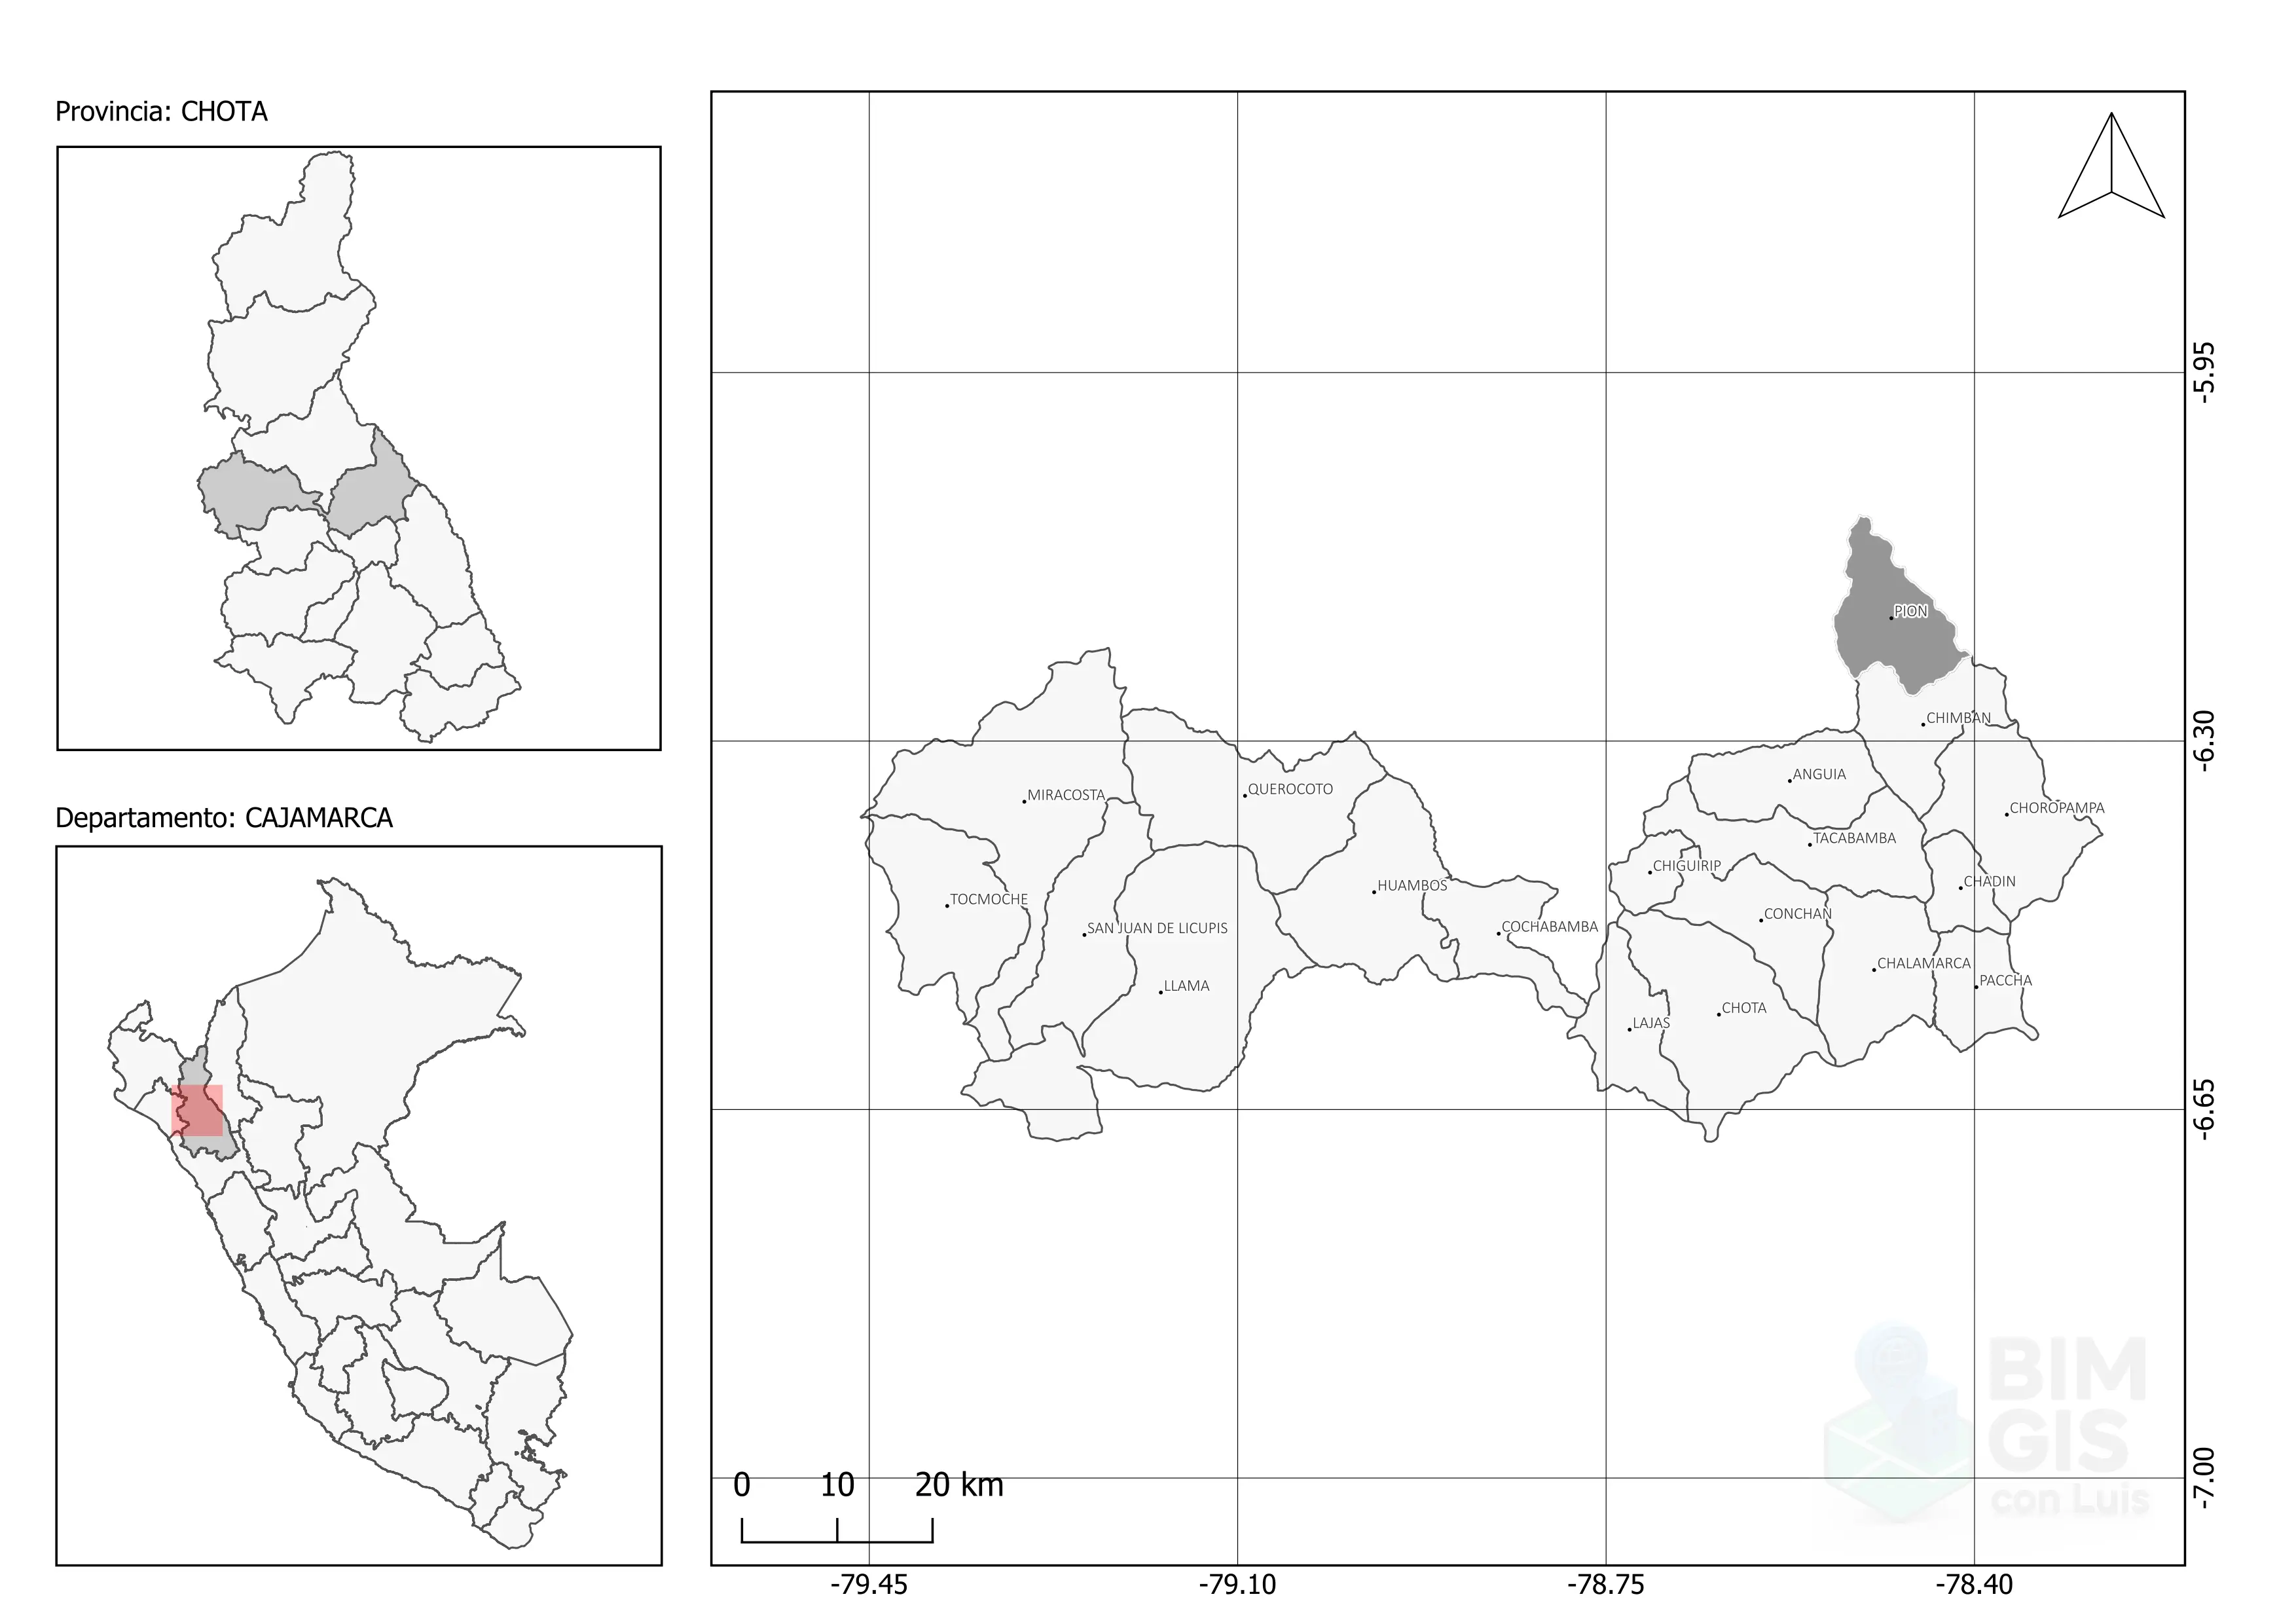 Provincia: CHOTA
Departamento: CAJAMARCA
PION
CHIMBAN
ANGUIA
MIRACOSTA
QUEROCOTO
CHOROPAMPA
TACABAMBA
CHIGUIRIP
CHADIN
HUAMBOS
TOCMOCHE
CONCHAN
COCHABAMBA
SAN JUAN DE LICUPIS
CHALAMARCA
PACCHA
LLAMA
CHOTA
LAJAS
-5.95
-6.30
-6.65
-7.00
BIM
GIS
con Luis
0 10 20 km
-79.45 -79.10 -78.75 -78.40